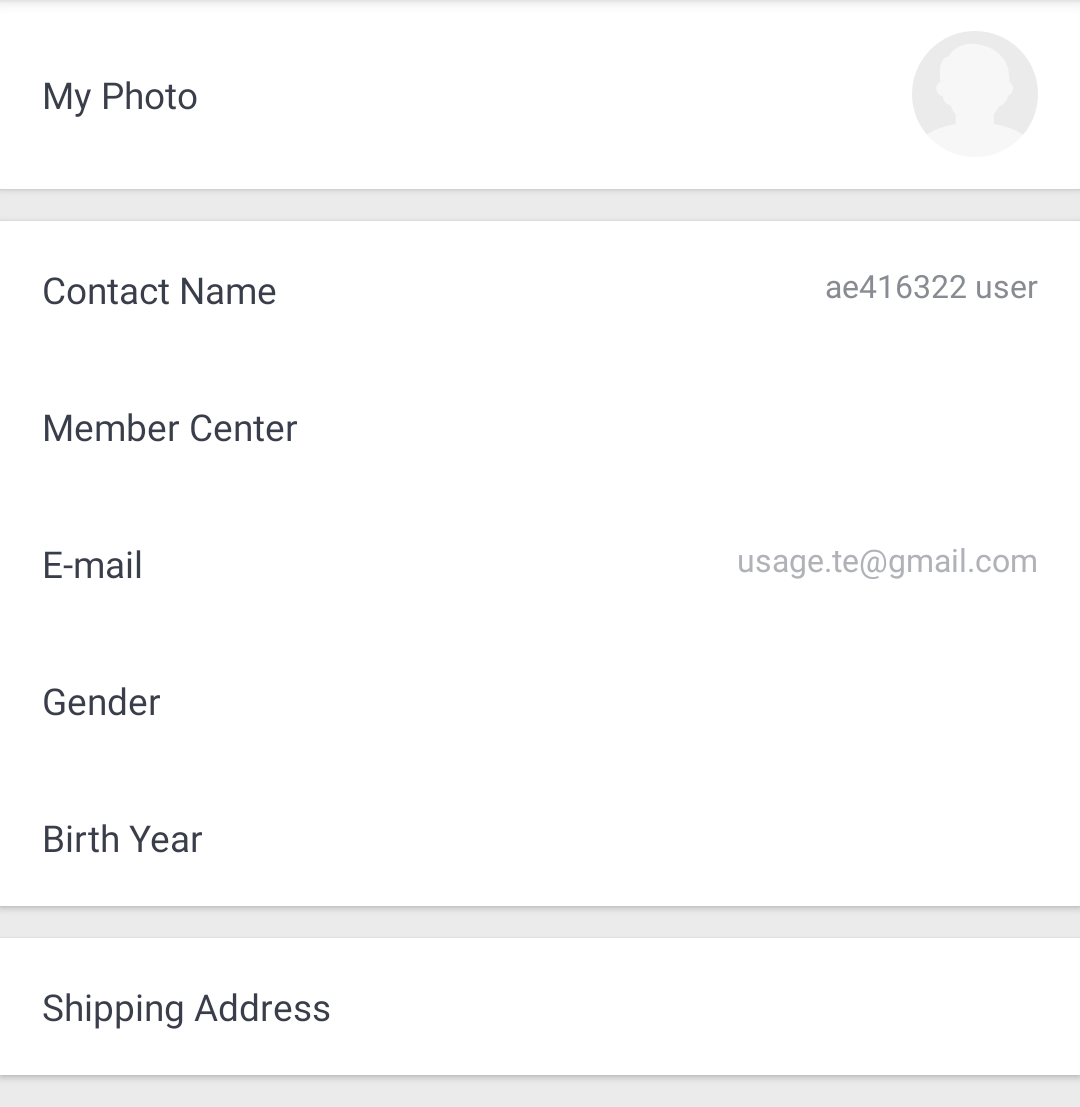 My Photo
Contact Name ae416322 user
Member Center
E-mail usage.te@gmail.com
Gender
Birth Year
Shipping Address